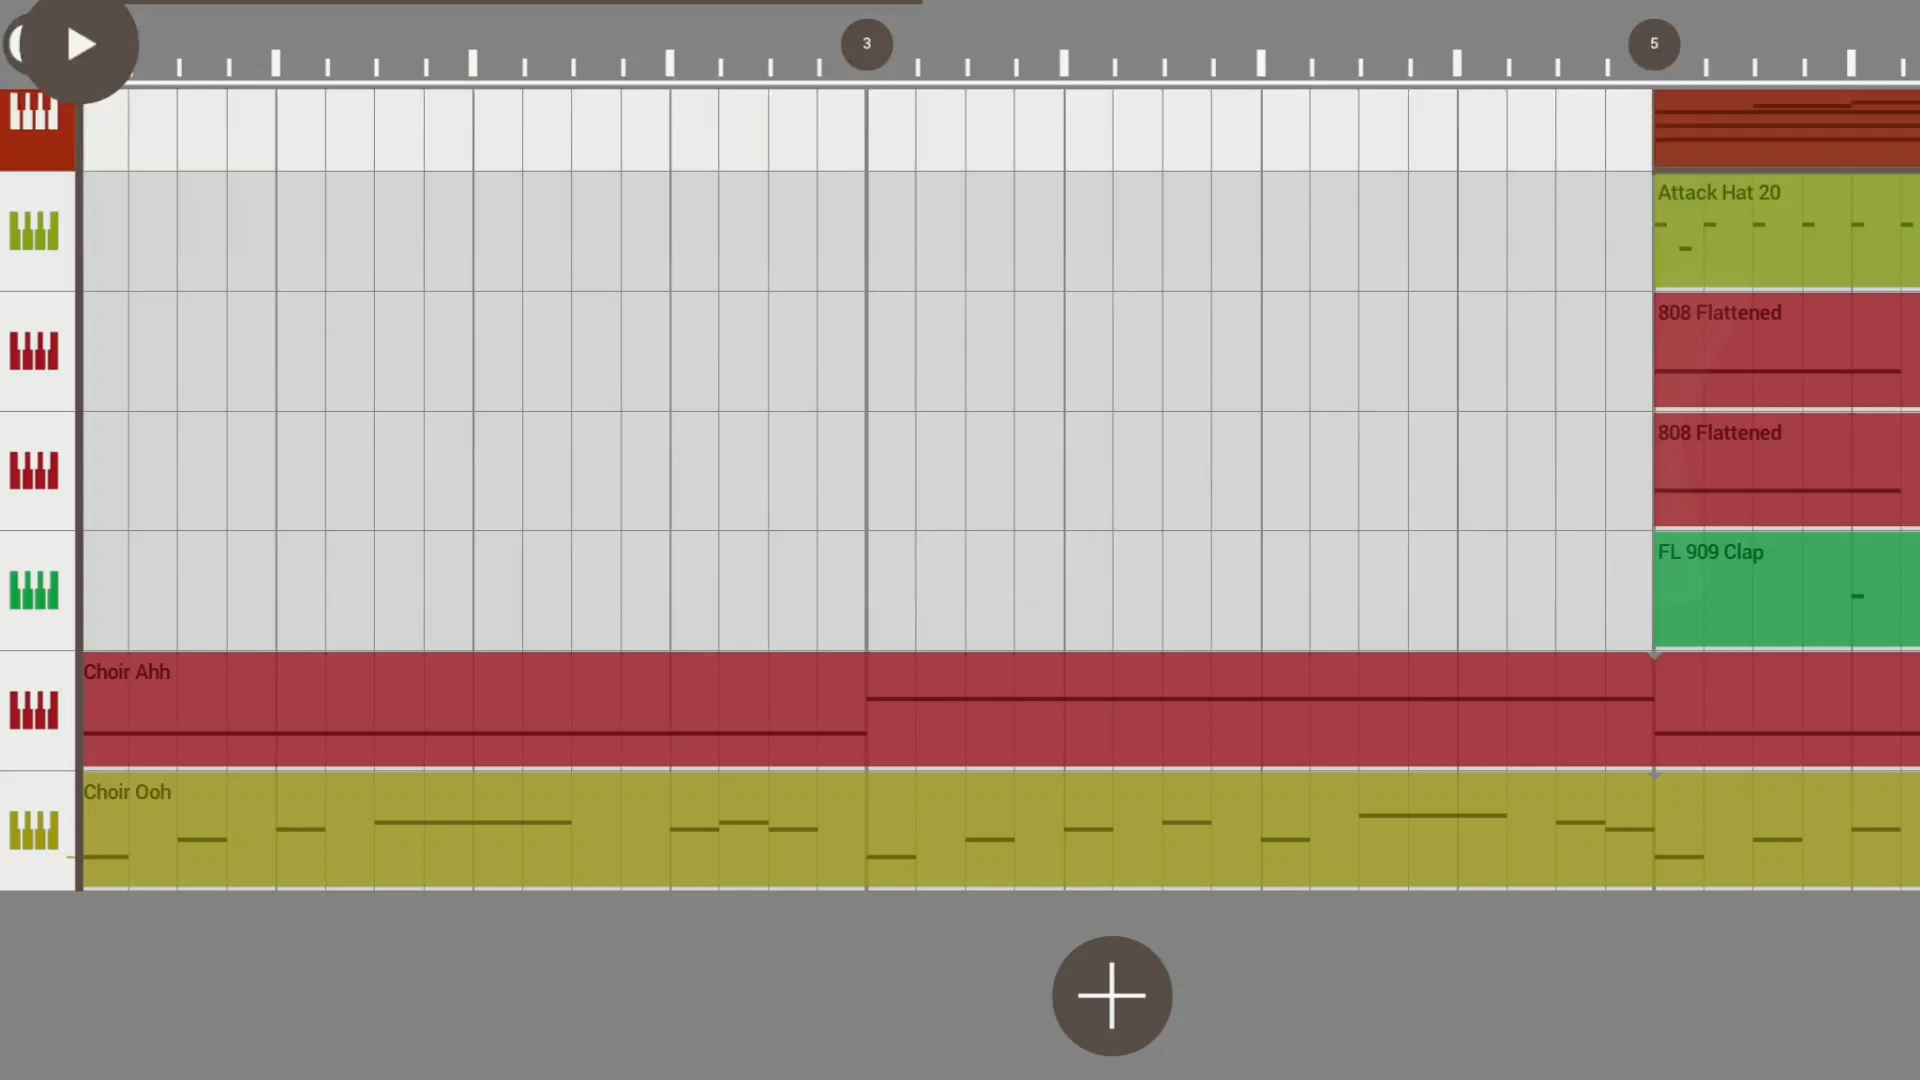 3
5
Attack Hat 20
808 Flattened
808 Flattened
FL 909 Clap
Choir Ahh
Choir Ooh